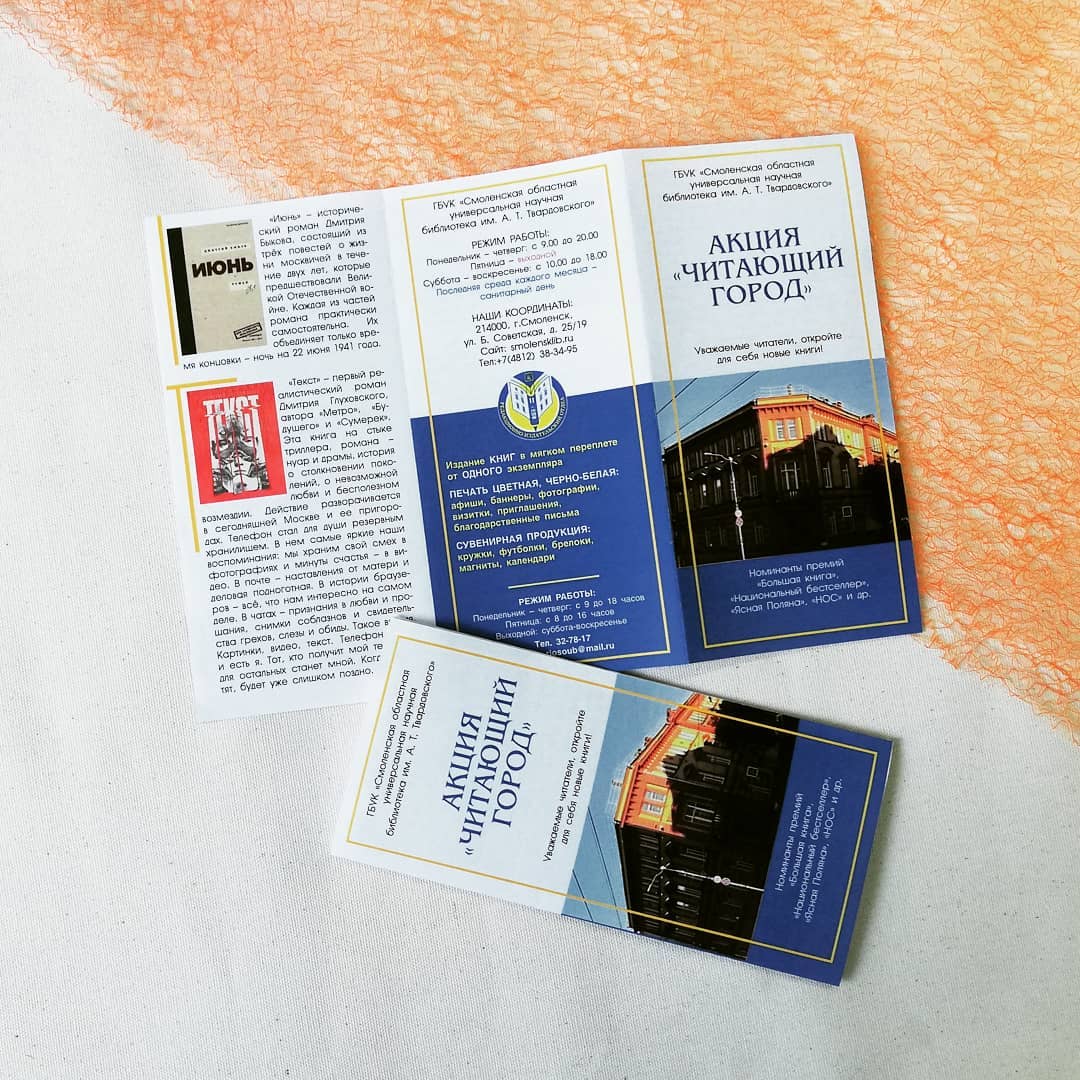 «Июнь» – историче-
ский роман Дмитрия
Быкова, состоящий из
трёх повестей о жиз-
ни москвичей в тече-
ние двух лет, которые
предшествовали Вели-
кой Отечественной во-
йне. Каждая из частей
романа практически
самостоятельна. Их
объединяет только вре-
мя концовки – ночь на 22 июня 1941 года.
ИЮНЬ
«Текст» – первый ре-
алистический роман
Дмитрия Глуховского,
автора «Метро», «Бу-
дущего» и «Сумерек».
Эта книга на стыке
триллера, романа –
нуар и драмы, история
о столкновении поко-
лений, о невозможной
любви и бесполезном
возмездии. Действие разворачивается
в сегодняшней Москве и ее пригоро-
дах. Телефон стал для души резервным
хранилищем. В нем самые яркие наши
воспоминания: мы храним свой смех в
фотографиях и минуты счастья – в ви-
део. В почте – наставления от матери и
деловая подноготная. В истории браузе-
ров – всё, что нам интересно на самом
деле. В чатах – признания в любви и про-
щания, снимки соблазнов и свидетель-
ства грехов, слезы и обиды. Такое
Картинки, видео, текст. Телефон
и есть я. Тот, кто получит мой
для остальных станет мной.
тят, будет уже слишком поздно.
ТЕКСТ
ГБУК «Смоленская областная
универсальная научная
библиотека им. А. Т. Твардовского»
РЕЖИМ РАБОТЫ:
Понедельник – четверг: с 9.00 до 20.00
Пятница – выходной
Суббота – воскресенье: с 10.00 до 18.00
Последняя среда каждого месяца –
санитарный день
НАШИ КООРДИНАТЫ:
214000, г.Смоленск,
ул. Б. Советская, д. 25/19
Сайт: smolensklib.ru
Тел:+7(4812) 38-34-95
Издание КНИГ в мягком переплете
от ОДНОГО экземпляра
ПЕЧАТЬ ЦВЕТНАЯ, ЧЕРНО-БЕЛАЯ:
афиши, баннеры, фотографии,
визитки, приглашения,
благодарственные письма
СУВЕНИРНАЯ ПРОДУКЦИЯ:
кружки, футболки, брелоки,
магниты, календари
РЕЖИМ РАБОТЫ:
Понедельник – четверг: с 9 до 18 часов
Пятница: с 8 до 16 часов
Выходной: суббота-воскресенье
Тел. 32-78-17
ГБУК «Смоленская областная
универсальная научная
библиотека им. А. Т. Твардовского»
АКЦИЯ
«ЧИТАЮЩИЙ
ГОРОД»
Уважаемые читатели, откройте
для себя новые книги!
Номинанты премий
«Большая книга»,
«Национальный бестселлер»,
«Ясная Поляна», «НОС» и др.
ГБУК «Смоленская областная
универсальная научная
библиотека им. А. Т. Твардовского»
АКЦИЯ
«ЧИТАЮЩИЙ
ГОРОД»
Уважаемые читатели, откройте
для себя новые книги!
Номинанты премий
«Большая книга»,
«Национальный бестселлер»,
«Ясная Поляна», «НОС» и др.